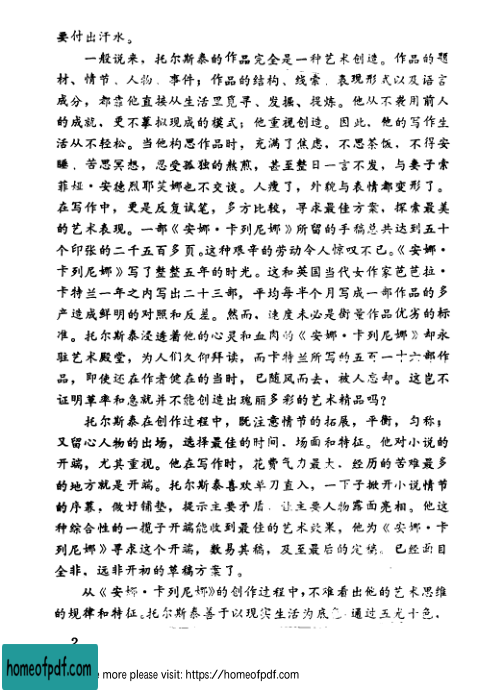 要付出汗水。
一般说来，托尔斯泰的作品完全是一种艺术创造。作品的题
材、情节、人物、事件；作品的结构、线索、表现形式以及语言
成分，都靠他直接从生活里觅寻、发掘、提炼。他从不袭用前人
的成就，更不摹拟现成的模式；他重视创造。因此，他的写作生
活从不轻松。当他构思作品时，充满了焦虑，不思茶饭，不得安
睡，苦思冥想，忍受孤独的熬煎，甚至整日一言不发，与妻子索
菲娅·安德烈耶芙娜也不交谈。人瘦了，外貌与表情都变形了。
在写作中，更是反复试笔，多方比较，寻求最佳方案，探索最美
的艺术表现。一部《安娜·卡列尼娜》所留的手稿总共达到五十
个印张的二千五百多页。这种艰辛的劳动令人惊叹不已。《安娜·
卡列尼娜》写了整整五年的时光。这和英国当代女作家芭芭拉·
卡特兰一年之内写出二十三部，平均每半个月写成一部作品的多
产造成鲜明的对照和反差。然而、速度未必是衡量作品优劣的标
准。托尔斯泰浸透着他的心灵和血肉的《安娜·卡列尼娜》却永
驻艺术殿堂，为人们久仰拜读，而卡特兰所写的五百一十六部作
品，即使还在作者健在的当时，已随风而去、被人忘却。这岂不
证明草率和急就并不能创造出瑰丽多彩的艺术精品吗？
托尔斯泰在创作过程中，既注意情节的拓展，平衡，匀称；
又留心人物的出场，选择最佳的时间、场面和特征。他对小说的
开端，尤其重视。他在写作时，花费气力最大、经历的苦难最多
的地方就是开端。托尔斯泰喜欢单刀直入，一下子掀开小说情节
的序幕，做好铺垫，提示主要矛盾，让主要人物露面亮相。他这
种综合性的一揽子开端能收到最佳的艺术效果，他为《安娜·卡
列尼娜》寻求这个开端，数易其稿，及至最后的定稿，已经面目
全非、远非开初的草稿方案了。
从《安娜·卡列尼娜》的创作过程中，不难看出他的艺术思维
的规律和特征。托尔斯泰善于以现实生活为底色，通过五光十色、
2
homeofpdf.com
e more please visit: https://homeofpdf.com